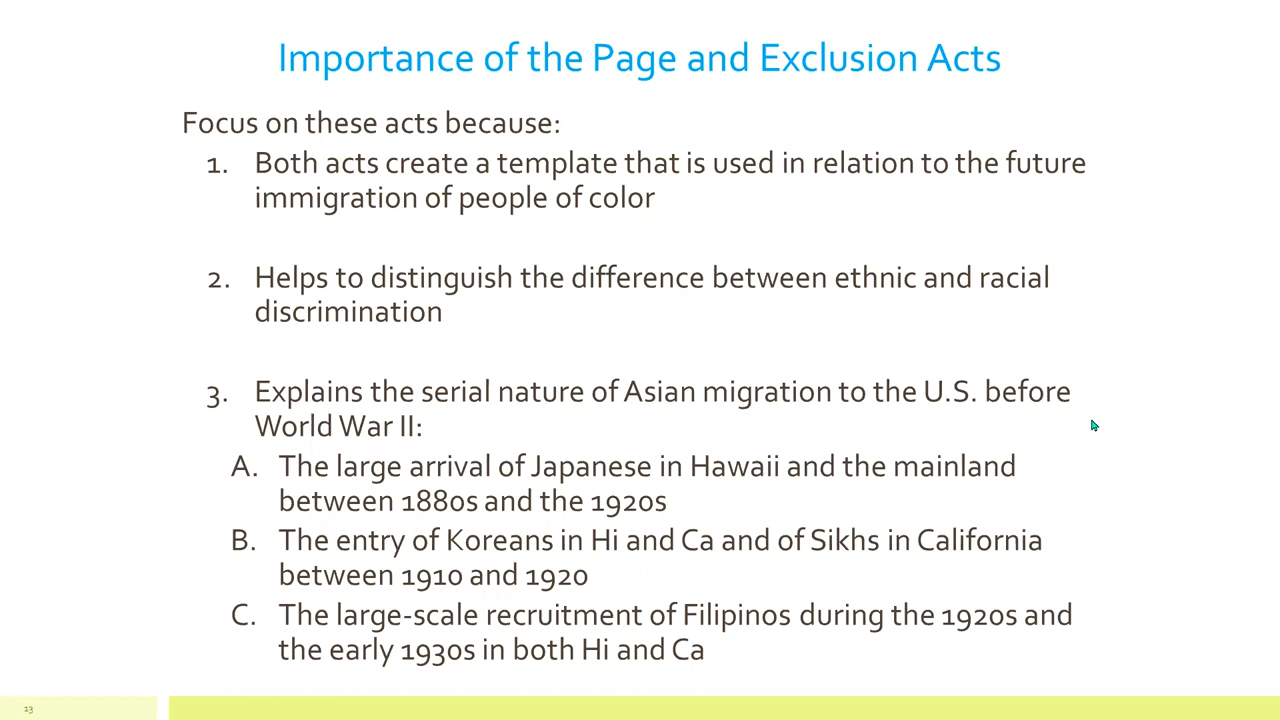 Importance of the Page and Exclusion Acts
Focus on these acts because:
1. Both acts create a template that is used in relation to the future
immigration of people of color
2. Helps to distinguish the difference between ethnic and racial
discrimination
3. Explains the serial nature of Asian migration to the U.S. before
World War II:
A. The large arrival of Japanese in Hawaii and the mainland
between 1880s and the 1920s
B. The entry of Koreans in Hi and Ca and of Sikhs in California
between 1910 and 1920
C. The large-scale recruitment of Filipinos during the 1920s and
the early 1930s in both Hi and Ca
13